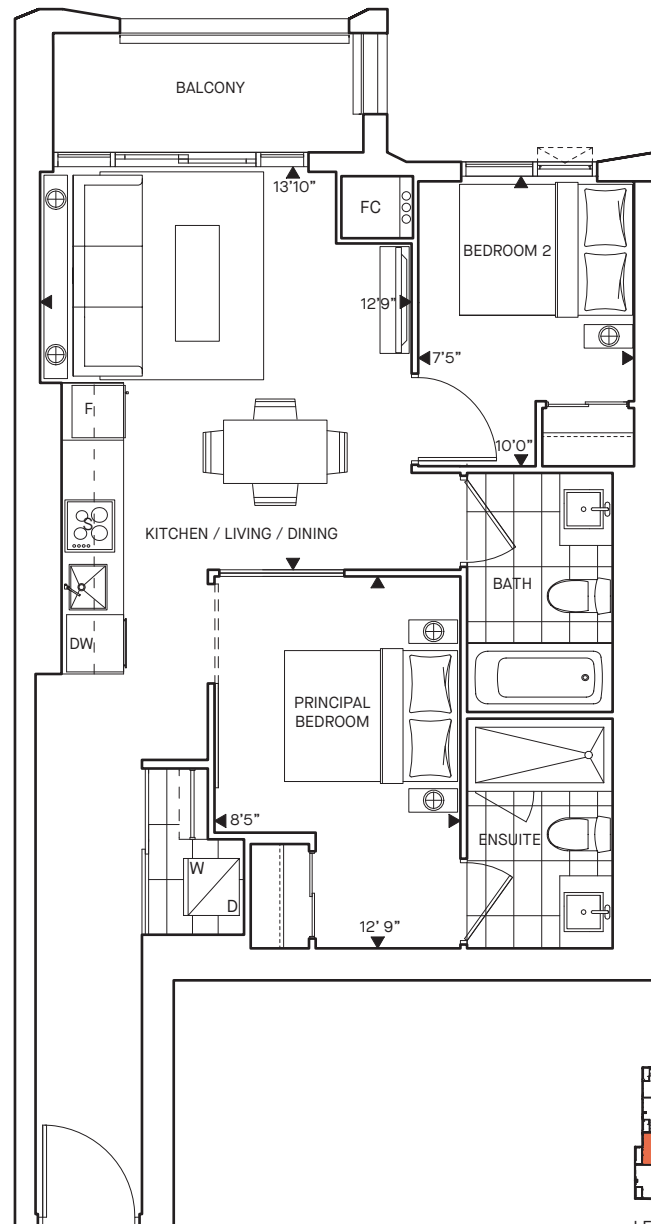 BALCONY
13'10"
FC
BEDROOM 2
12'9"
7'5"
F
10'0"
S
KITCHEN / LIVING / DINING
BATH
DW
PRINCIPAL
BEDROOM
8'5"
ENSUITE
W
D
12' 9"